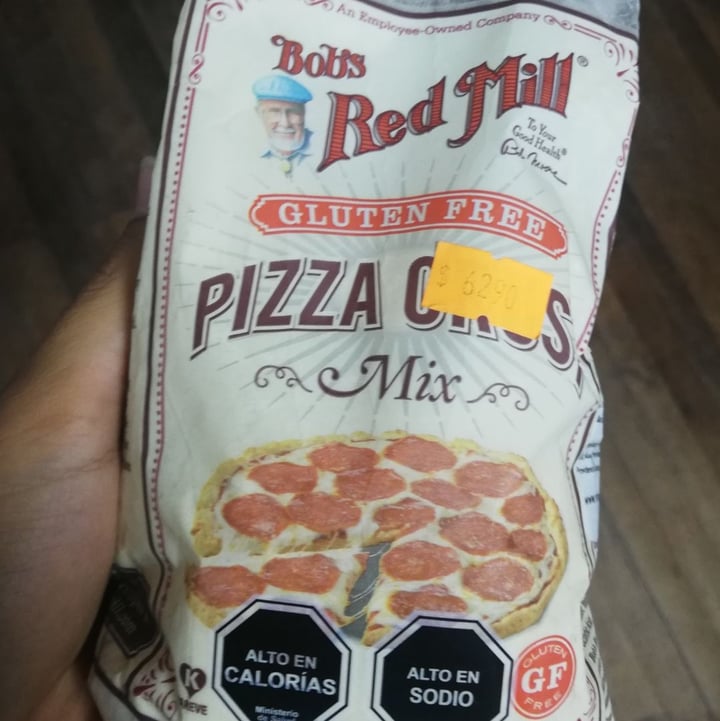 An Employee-Owned Company
Bob's
Red Mill®
To Your
Good Health®
GLUTEN FREE
PIZZA
$ 6290
Mix
ALTO EN
CALORÍAS
Ministerio
ALTO EN
SODIO
GLUTEN
GF
FREE
K